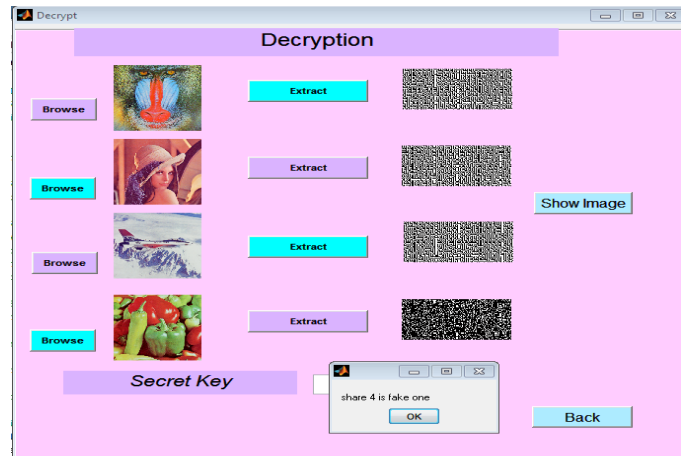 Decrypt
Decryption
Browse
Extract
Browse
Extract
Show Image
Browse
Extract
Browse
Extract
Secret Key
share 4 is fake one
OK
Back